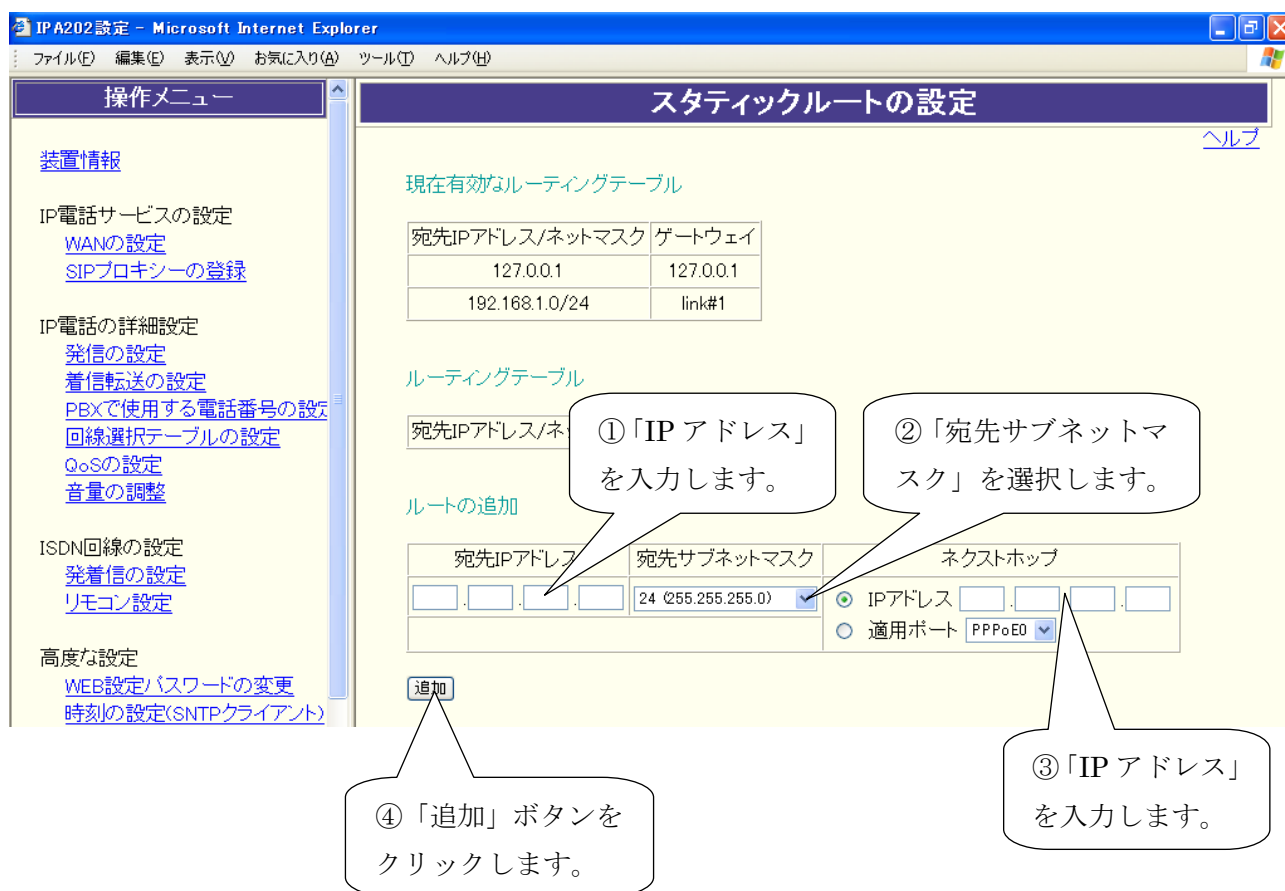 IPA202設定 - Microsoft Internet Explorer
ファイル(F) 編集(E) 表示(V) お気に入り(A) ツール(T) ヘルプ(H)
操作メニュー
装置情報
IP電話サービスの設定
WANの設定
SIPプロキシーの登録
IP電話の詳細設定
発信の設定
着信転送の設定
PBXで使用する電話番号の設定
回線選択テーブルの設定
QoSの設定
音量の調整
ISDN回線の設定
発着信の設定
リモコン設定
高度な設定
WEB設定パスワードの変更
時刻の設定(SNTPクライアント)
スタティックルートの設定
ヘルプ
現在有効なルーティングテーブル
宛先IPアドレス/ネットマスク ゲートウェイ
127.0.0.1 127.0.0.1
192.168.1.0/24 link#1
ルーティングテーブル
宛先IPアドレス/ネッ
①「IP アドレス」
を入力します。
②「宛先サブネットマ
スク」を選択します。
ルートの追加
宛先IPアドレス 宛先サブネットマスク ネクストホップ
. . . 24 (255.255.255.0) IPアドレス . . .
適用ポート PPPoE0
追加
③「IP アドレス」
を入力します。
④「追加」ボタンを
クリックします。